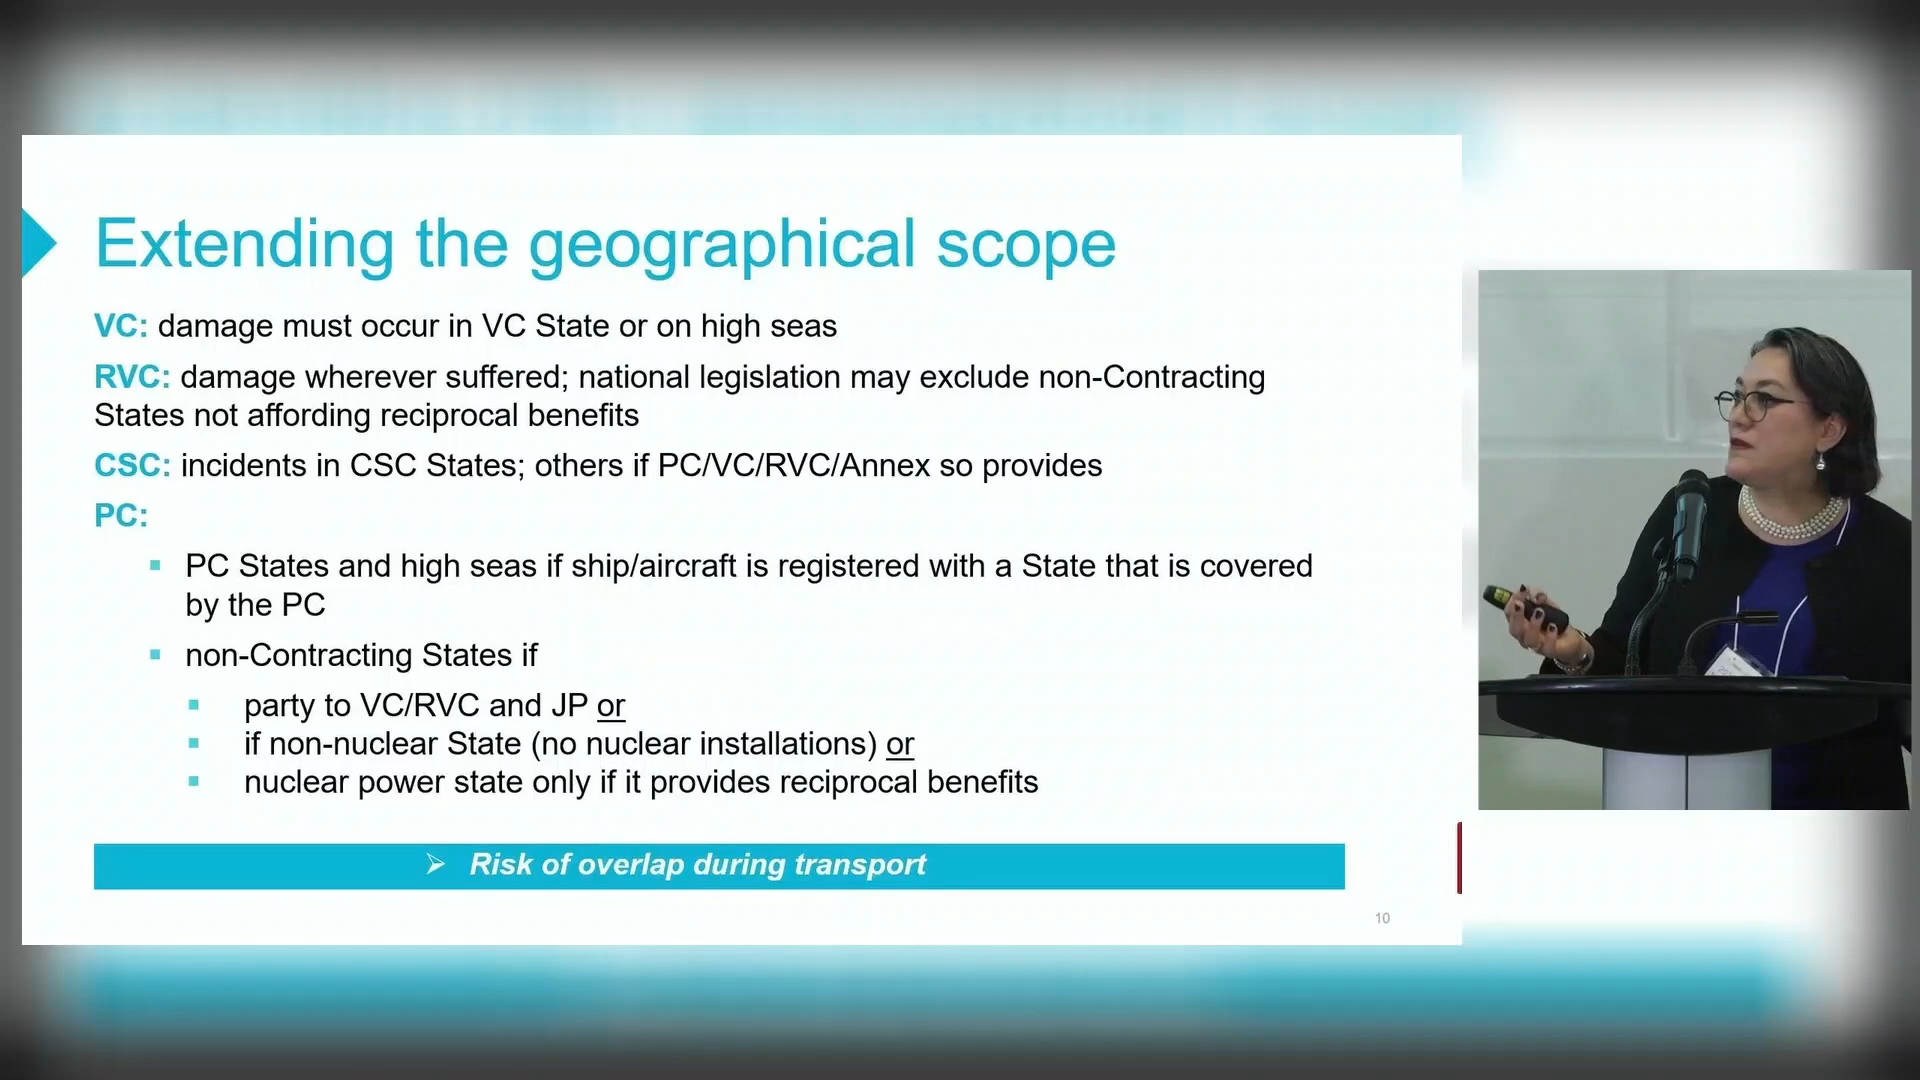 Extending the geographical scope
VC: damage must occur in VC State or on high seas
RVC: damage wherever suffered; national legislation may exclude non-Contracting
States not affording reciprocal benefits
CSC: incidents in CSC States; others if PC/VC/RVC/Annex so provides
PC:
PC States and high seas if ship/aircraft is registered with a State that is covered
by the PC
non-Contracting States if
party to VC/RVC and JP or
if non-nuclear State (no nuclear installations) or
nuclear power state only if it provides reciprocal benefits
Risk of overlap during transport
10